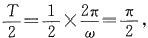 T/2 = 1/2 × 2π/ω = π/2,